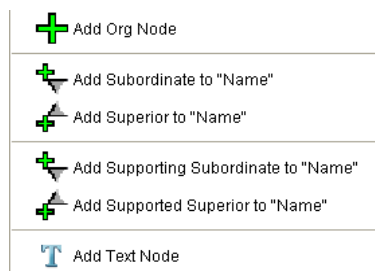 Add Org Node
Add Subordinate to "Name"
Add Superior to "Name"
Add Supporting Subordinate to "Name"
Add Supported Superior to "Name"
T Add Text Node